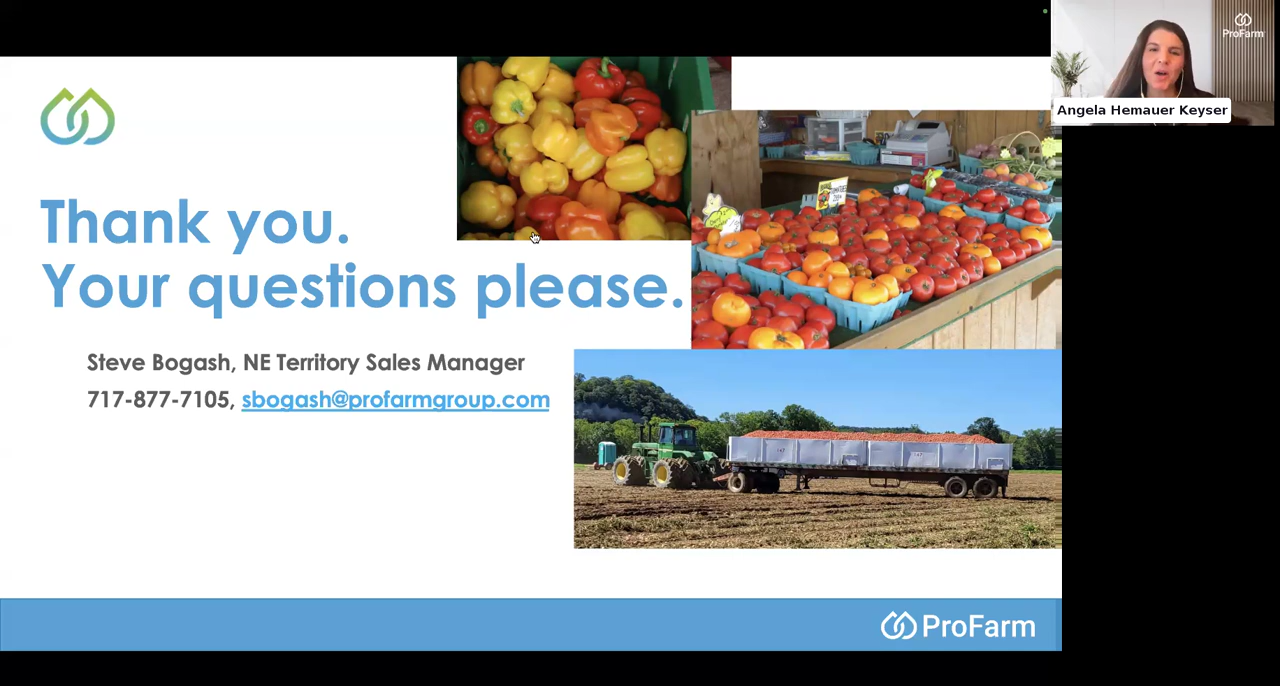 Thank you.
Your questions please.
Steve Bogash, NE Territory Sales Manager
717-877-7105, sbogash@profarmgroup.com
ProFarm
ProFarm
Angela Hemauer Keyser